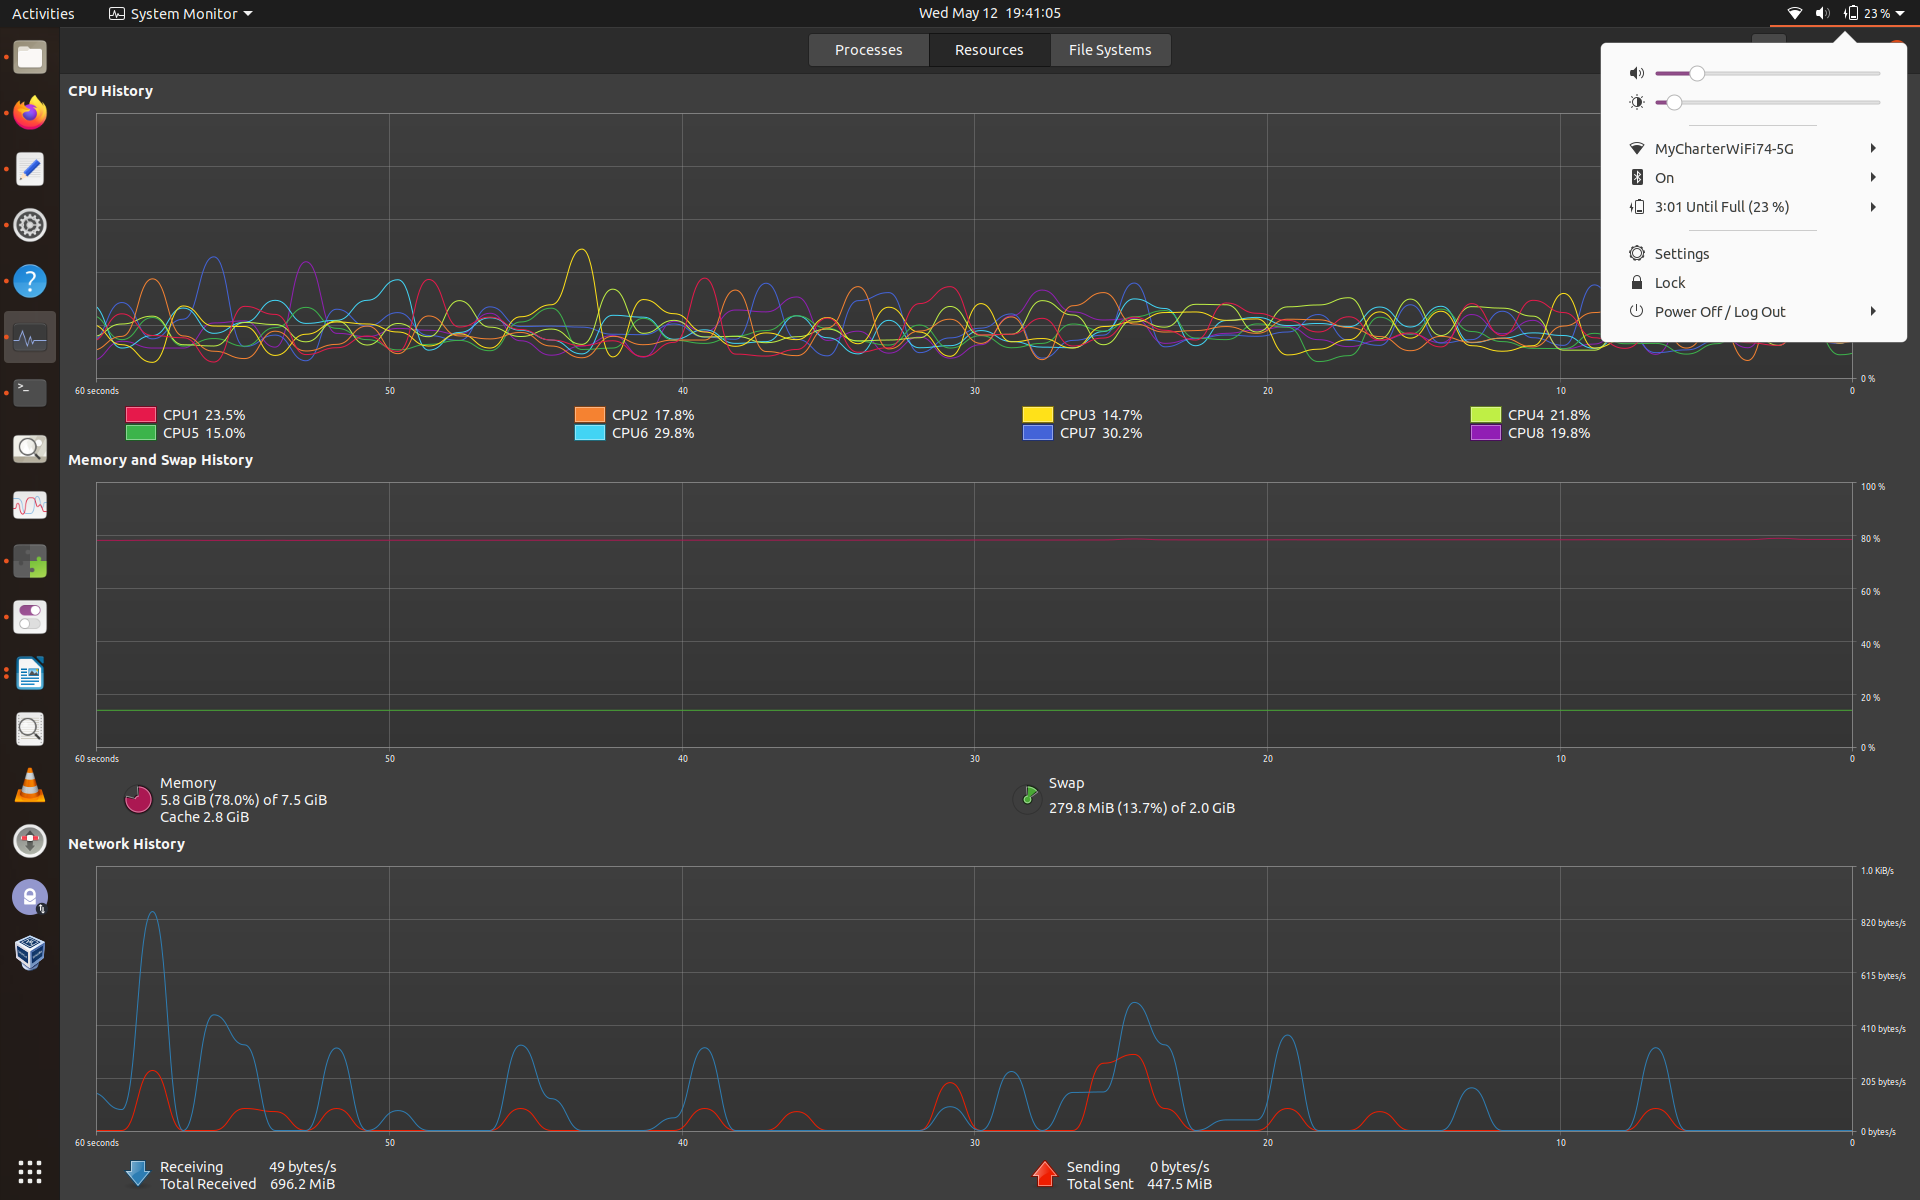 Activities
System Monitor
Wed May 12 19:41:05
23 %
Processes
Resources
File Systems
MyCharterWiFi74-5G
On
3:01 Until Full (23 %)
Settings
Lock
Power Off / Log Out
CPU History
0 %
60 seconds
50
40
30
20
10
0
CPU1 23.5%
CPU2 17.8%
CPU3 14.7%
CPU4 21.8%
CPU5 15.0%
CPU6 29.8%
CPU7 30.2%
CPU8 19.8%
Memory and Swap History
100 %
80 %
60 %
40 %
20 %
0 %
60 seconds
50
40
30
20
10
0
Memory
5.8 GiB (78.0%) of 7.5 GiB
Cache 2.8 GiB
Swap
279.8 MiB (13.7%) of 2.0 GiB
Network History
1.0 KiB/s
820 bytes/s
615 bytes/s
410 bytes/s
205 bytes/s
0 bytes/s
60 seconds
50
40
30
20
10
0
Receiving 49 bytes/s
Total Received 696.2 MiB
Sending 0 bytes/s
Total Sent 447.5 MiB